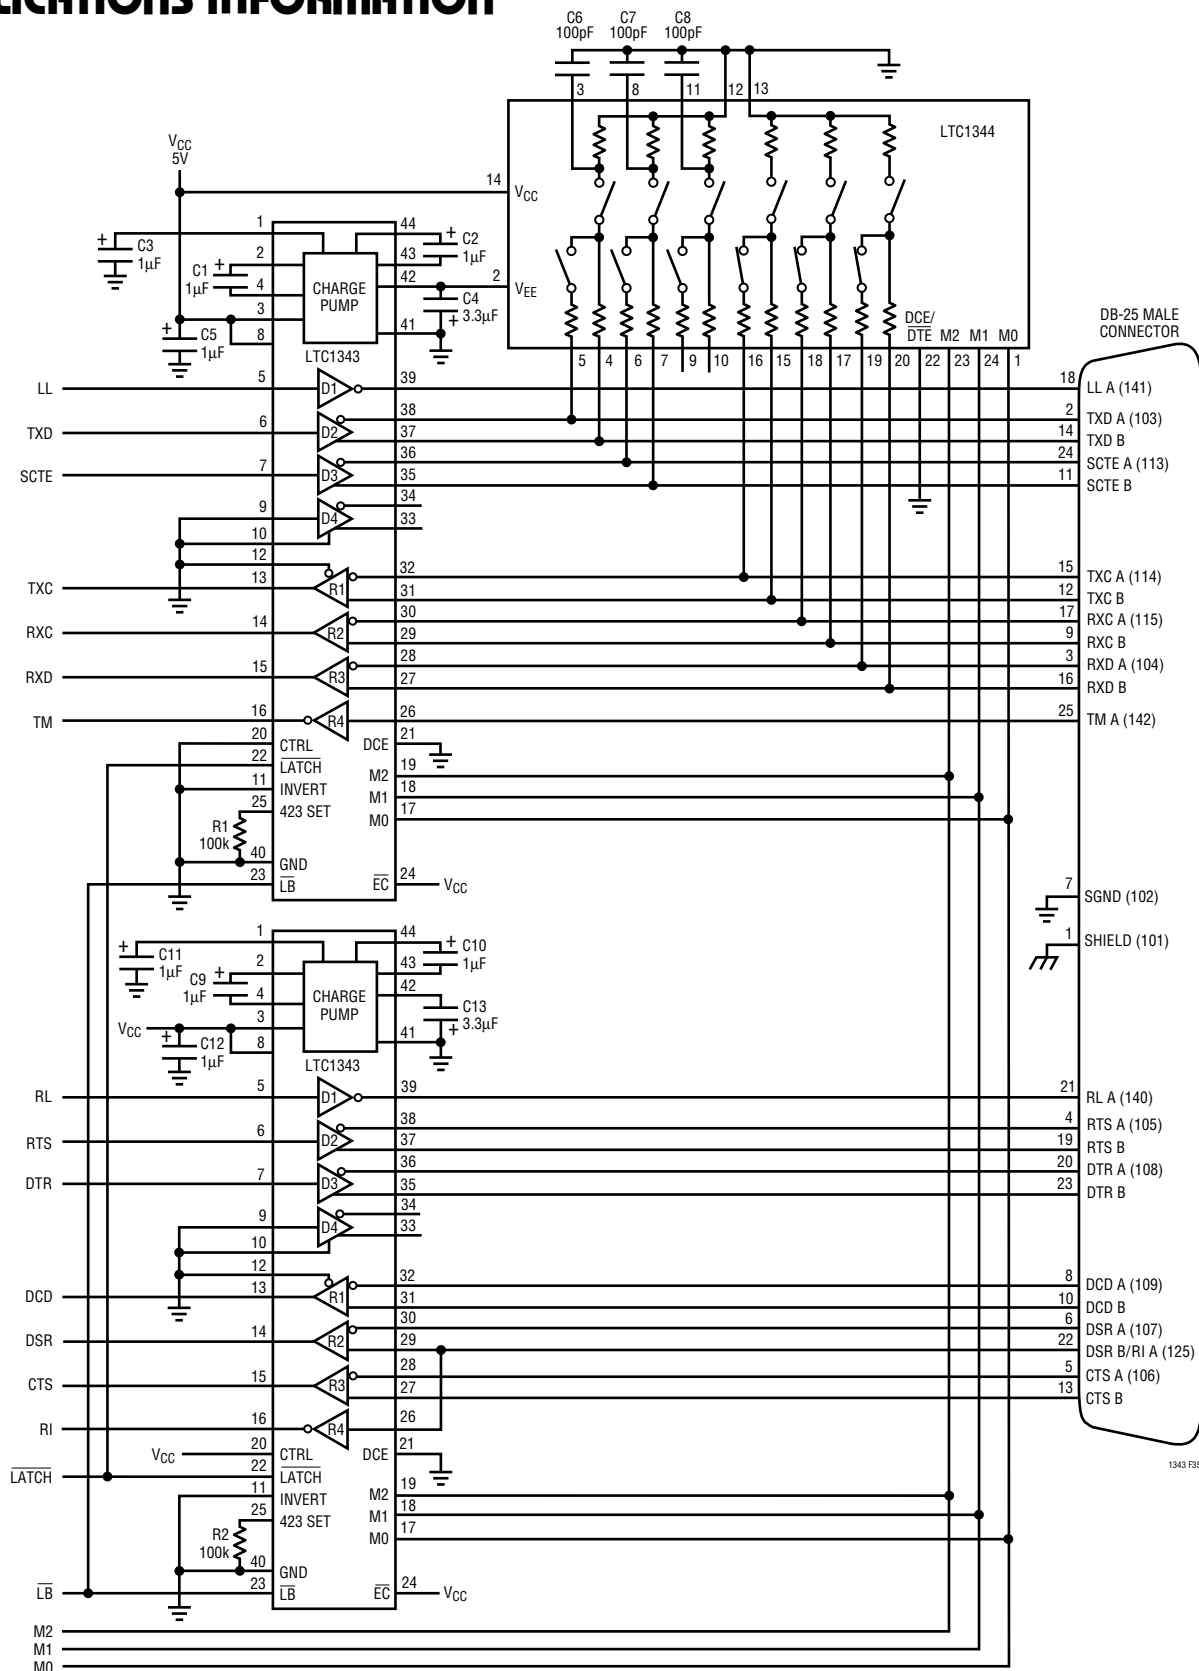 LICATIONS INFORMATION
C6 C7 C8
100pF 100pF 100pF
3 8 11 12 13
LTC1344
VCC
5V
14 VCC
1 44
C3 1µF
C2 1µF
2 43
C1 1µF
4 42
CHARGE PUMP
2 VEE
C4 3.3µF
3 41
C5 1µF
8
LTC1343
DCE/DTE M2 M1 M0
5 4 6 7 9 10 16 15 18 17 19 20 22 23 24 1
DB-25 MALE
CONNECTOR
LL 5 D1 39 18 LL A (141)
TXD 6 D2 38 2 TXD A (103)
37 14 TXD B
SCTE 7 D3 36 24 SCTE A (113)
35 11 SCTE B
9 D4 34
10 33
12
TXC 13 R1 32 15 TXC A (114)
31 12 TXC B
RXC 14 R2 30 17 RXC A (115)
29 9 RXC B
RXD 15 R3 28 3 RXD A (104)
27 16 RXD B
TM 16 R4 26 25 TM A (142)
20 CTRL DCE 21
22 LATCH
M2 19
11 INVERT
M1 18
25 423 SET
M0 17
R1
100k
40 GND
23 LB EC 24 VCC
7 SGND (102)
1 SHIELD (101)
1 44
C11 1µF
C10 1µF
2 43
C9 1µF
4 42
CHARGE PUMP
C13 3.3µF
VCC 3 41
C12 1µF
8
LTC1343
RL 5 D1 39 21 RL A (140)
RTS 6 D2 38 4 RTS A (105)
37 19 RTS B
DTR 7 D3 36 20 DTR A (108)
35 23 DTR B
9 D4 34
10 33
12
DCD 13 R1 32 8 DCD A (109)
31 10 DCD B
DSR 14 R2 30 6 DSR A (107)
29 22 DSR B/RI A (125)
CTS 15 R3 28 5 CTS A (106)
27 13 CTS B
RI 16 R4 26
VCC 20 CTRL DCE 21
1343 F35
LATCH 22 LATCH
M2 19
11 INVERT
M1 18
25 423 SET
M0 17
R2
100k
40 GND
LB 23 LB EC 24 VCC
M2
M1
M0